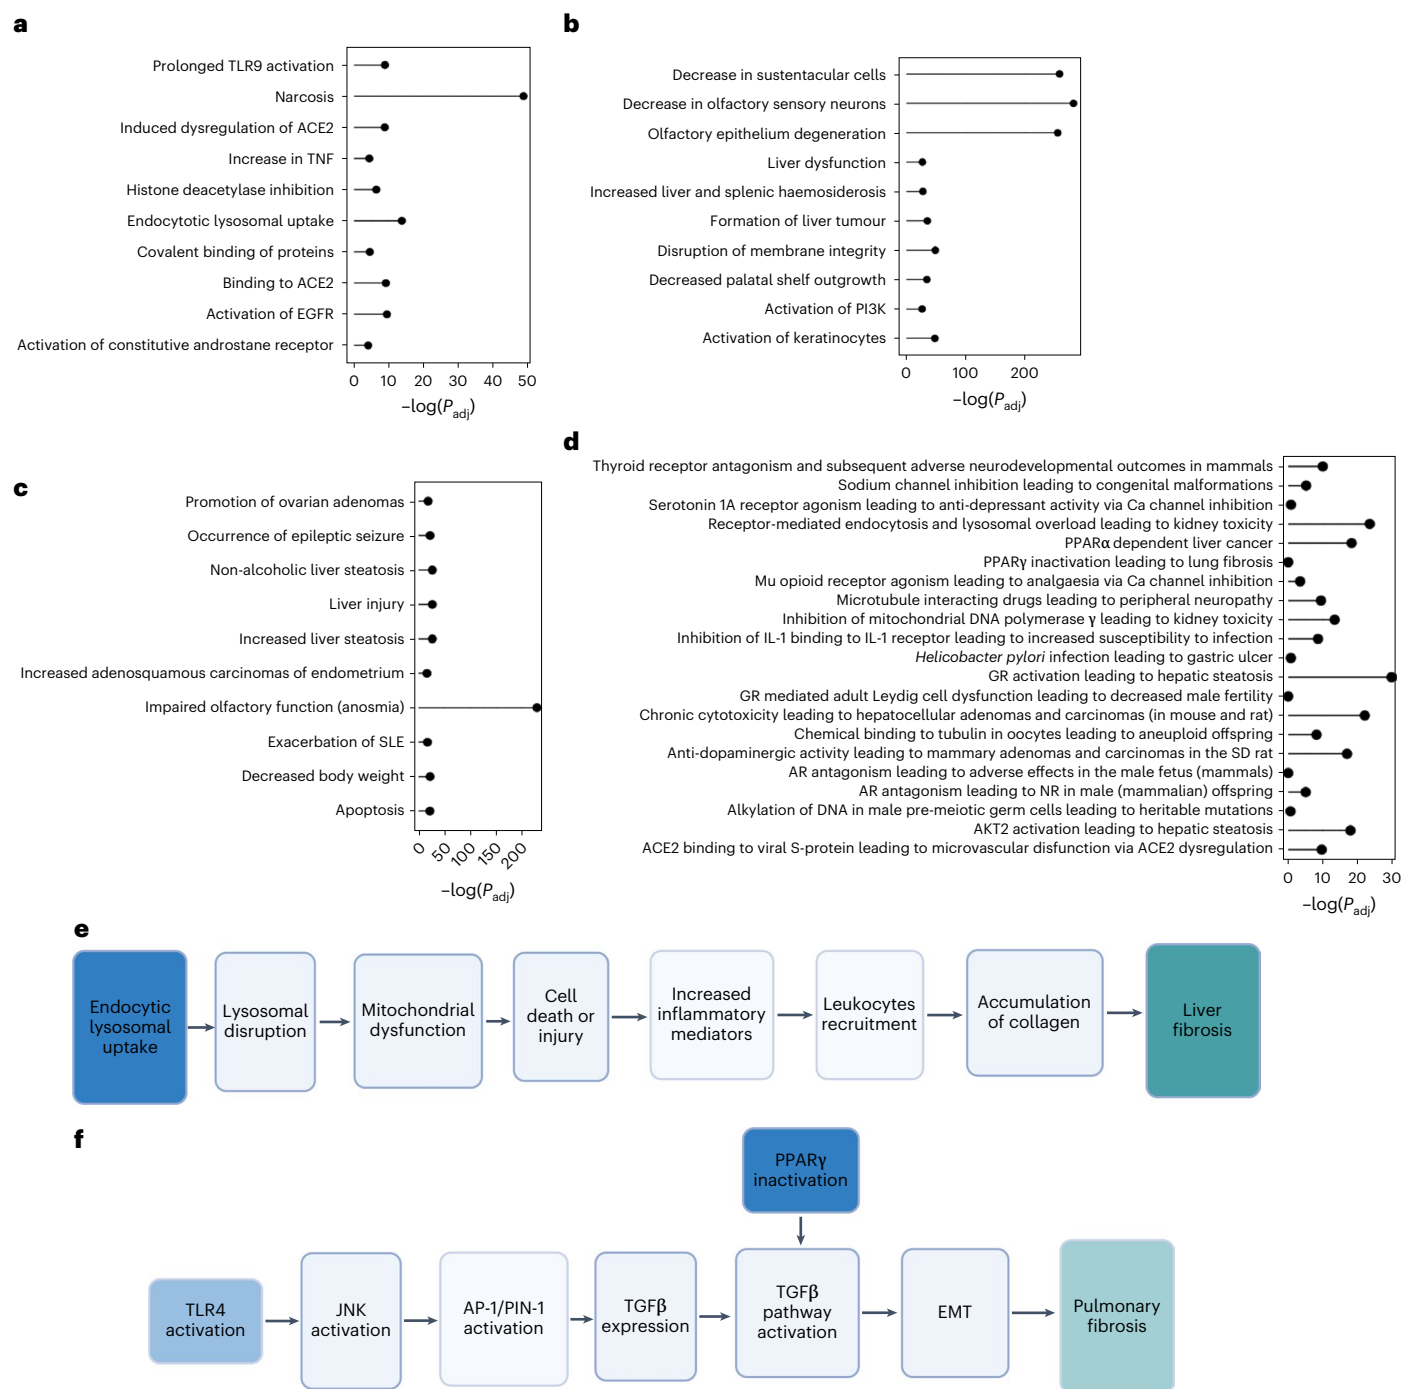 a
Prolonged TLR9 activation
Narcosis
Induced dysregulation of ACE2
Increase in TNF
Histone deacetylase inhibition
Endocytotic lysosomal uptake
Covalent binding of proteins
Binding to ACE2
Activation of EGFR
Activation of constitutive androstane receptor
0 10 20 30 40 50
–log(Padj)
b
Decrease in sustentacular cells
Decrease in olfactory sensory neurons
Olfactory epithelium degeneration
Liver dysfunction
Increased liver and splenic haemosiderosis
Formation of liver tumour
Disruption of membrane integrity
Decreased palatal shelf outgrowth
Activation of PI3K
Activation of keratinocytes
0 100 200
–log(Padj)
c
Promotion of ovarian adenomas
Occurrence of epileptic seizure
Non-alcoholic liver steatosis
Liver injury
Increased liver steatosis
Increased adenosquamous carcinomas of endometrium
Impaired olfactory function (anosmia)
Exacerbation of SLE
Decreased body weight
Apoptosis
0 50 100 150 200
–log(Padj)
d
Thyroid receptor antagonism and subsequent adverse neurodevelopmental outcomes in mammals
Sodium channel inhibition leading to congenital malformations
Serotonin 1A receptor agonism leading to anti-depressant activity via Ca channel inhibition
Receptor-mediated endocytosis and lysosomal overload leading to kidney toxicity
PPARα dependent liver cancer
PPARγ inactivation leading to lung fibrosis
Mu opioid receptor agonism leading to analgaesia via Ca channel inhibition
Microtubule interacting drugs leading to peripheral neuropathy
Inhibition of mitochondrial DNA polymerase γ leading to kidney toxicity
Inhibition of IL-1 binding to IL-1 receptor leading to increased susceptibility to infection
Helicobacter pylori infection leading to gastric ulcer
GR activation leading to hepatic steatosis
GR mediated adult Leydig cell dysfunction leading to decreased male fertility
Chronic cytotoxicity leading to hepatocellular adenomas and carcinomas (in mouse and rat)
Chemical binding to tubulin in oocytes leading to aneuploid offspring
Anti-dopaminergic activity leading to mammary adenomas and carcinomas in the SD rat
AR antagonism leading to adverse effects in the male fetus (mammals)
AR antagonism leading to NR in male (mammalian) offspring
Alkylation of DNA in male pre-meiotic germ cells leading to heritable mutations
AKT2 activation leading to hepatic steatosis
ACE2 binding to viral S-protein leading to microvascular disfunction via ACE2 dysregulation
0 10 20 30
–log(Padj)
e
Endocytic
lysosomal
uptake
Lysosomal
disruption
Mitochondrial
dysfunction
Cell
death or
injury
Increased
inflammatory
mediators
Leukocytes
recruitment
Accumulation
of collagen
Liver
fibrosis
f
PPARγ
inactivation
TLR4
activation
JNK
activation
AP-1/PIN-1
activation
TGFβ
expression
TGFβ
pathway
activation
EMT
Pulmonary
fibrosis